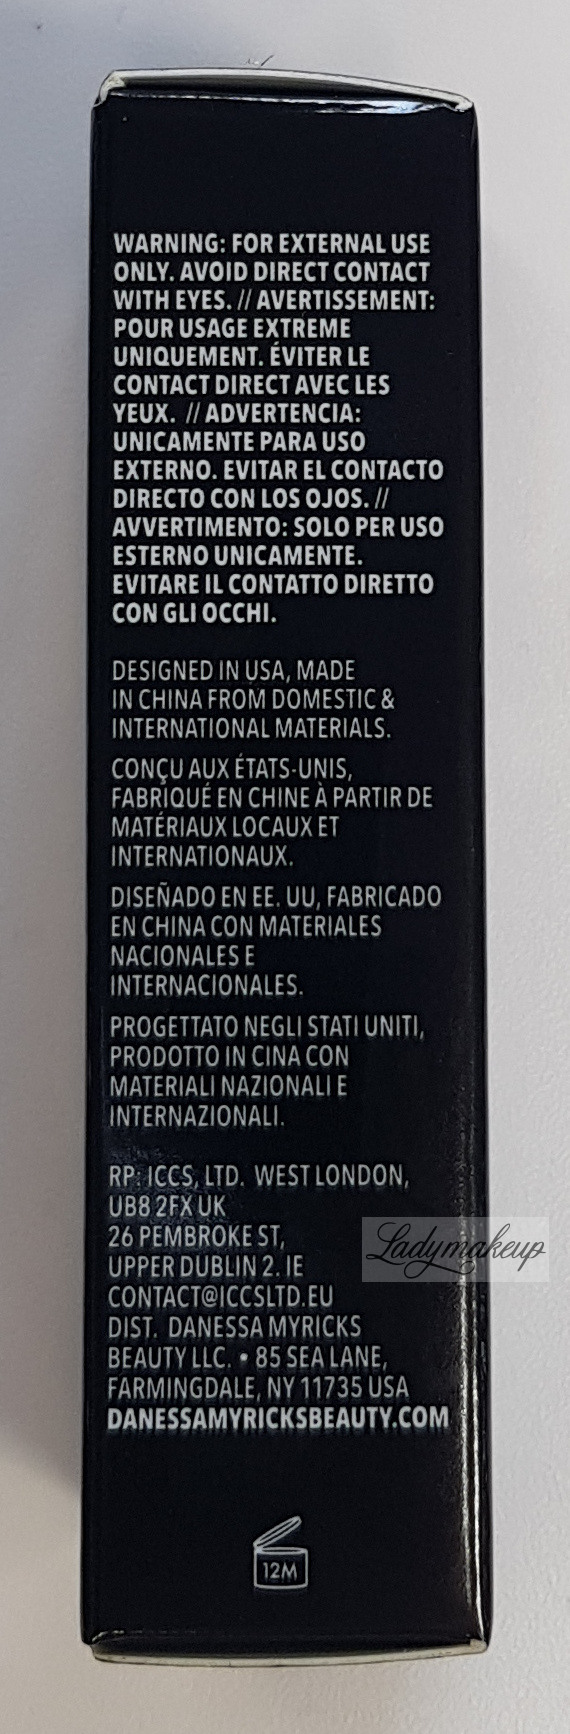 WARNING: FOR EXTERNAL USE
ONLY. AVOID DIRECT CONTACT
WITH EYES. // AVERTISSEMENT:
POUR USAGE EXTREME
UNIQUEMENT. ÉVITER LE
CONTACT DIRECT AVEC LES
YEUX. // ADVERTENCIA:
UNICAMENTE PARA USO
EXTERNO. EVITAR EL CONTACTO
DIRECTO CON LOS OJOS. //
AVVERTIMENTO: SOLO PER USO
ESTERNO UNICAMENTE.
EVITARE IL CONTATTO DIRETTO
CON GLI OCCHI.
DESIGNED IN USA, MADE
IN CHINA FROM DOMESTIC &
INTERNATIONAL MATERIALS.
CONÇU AUX ÉTATS-UNIS,
FABRIQUÉ EN CHINE À PARTIR DE
MATÉRIAUX LOCAUX ET
INTERNATIONAUX.
DISEÑADO EN EE. UU, FABRICADO
EN CHINA CON MATERIALES
NACIONALES E
INTERNACIONALES.
PROGETTATO NEGLI STATI UNITI,
PRODOTTO IN CINA CON
MATERIALI NAZIONALI E
INTERNAZIONALI.
RP: ICCS, LTD. WEST LONDON,
UB8 2FX UK
26 PEMBROKE ST,
UPPER DUBLIN 2. IE
Ladymakeup
CONTACT@ICCSLTD.EU
DIST. DANESSA MYRICKS
BEAUTY LLC. • 85 SEA LANE,
FARMINGDALE, NY 11735 USA
DANESSAMYRICKSBEAUTY.COM
12M